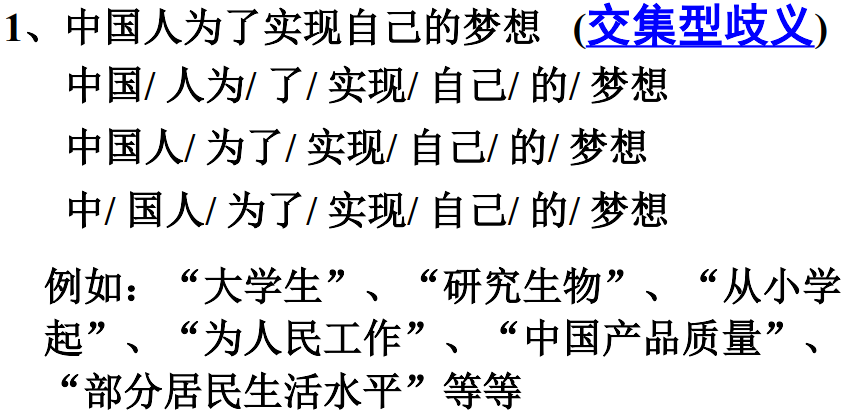 1、中国人为了实现自己的梦想 (交集型歧义)
中国/ 人为/ 了/ 实现/ 自己/ 的/ 梦想
中国人/ 为了/ 实现/ 自己/ 的/ 梦想
中/ 国人/ 为了/ 实现/ 自己/ 的/ 梦想
例如：“大学生”、“研究生物”、“从小学
起”、“为人民工作”、“中国产品质量”、
“部分居民生活水平”等等